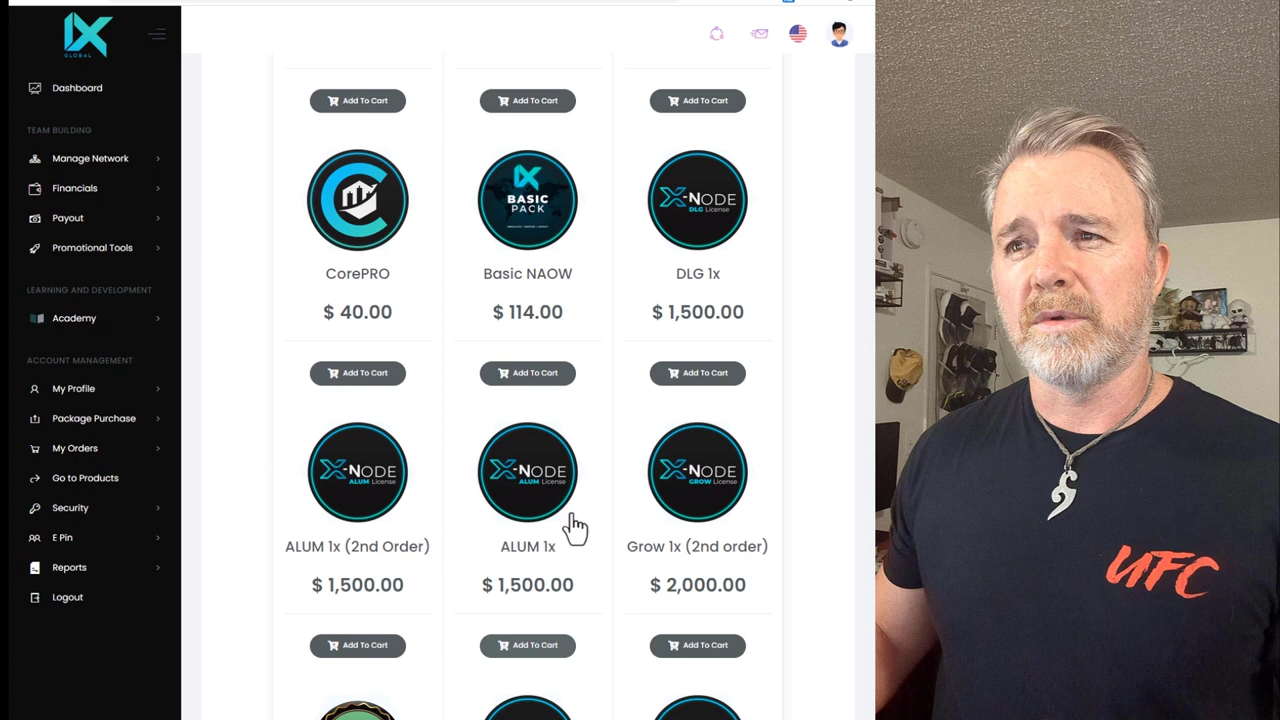 IX
GLOBAL
Dashboard
TEAM BUILDING
Manage Network
Financials
Payout
Promotional Tools
LEARNING AND DEVELOPMENT
Academy
ACCOUNT MANAGEMENT
My Profile
Package Purchase
My Orders
Go to Products
Security
E Pin
Reports
Logout
Add To Cart
Add To Cart
Add To Cart
IX
BASIC
PACK
X-NODE
DLG License
CorePRO
Basic NAOW
DLG 1x
$ 40.00
$ 114.00
$ 1,500.00
Add To Cart
Add To Cart
Add To Cart
X-NODE
ALUM License
X-NODE
ALUM License
X-NODE
GROW License
ALUM 1x (2nd Order)
ALUM 1x
Grow 1x (2nd order)
$ 1,500.00
$ 1,500.00
$ 2,000.00
Add To Cart
Add To Cart
Add To Cart
UFC